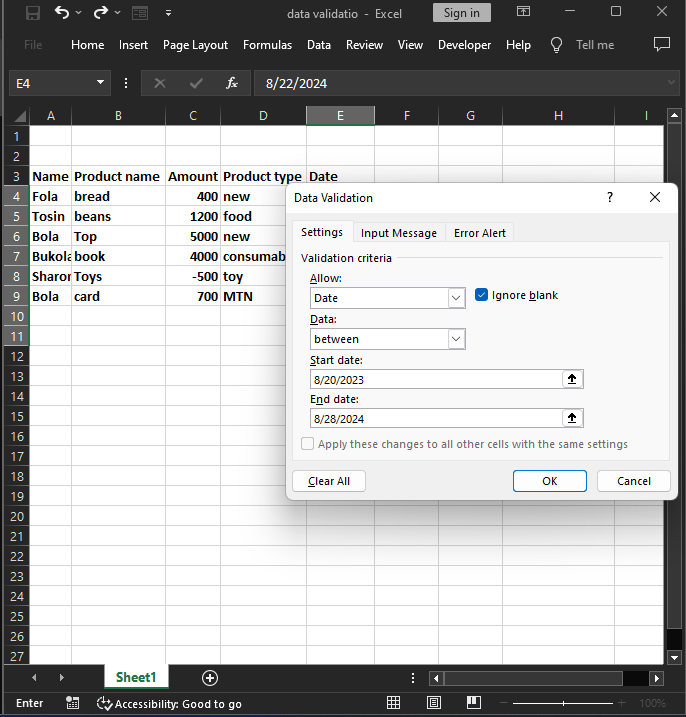 data validatio - Excel
Sign in
File Home Insert Page Layout Formulas Data Review View Developer Help Tell me
E4 fx 8/22/2024
A B C D E F G H I
1
2
3 Name Product name Amount Product type Date
4 Fola bread 400 new
5 Tosin beans 1200 food
6 Bola Top 5000 new
7 Bukola book 4000 consumab
8 Sharon Toys -500 toy
9 Bola card 700 MTN
10
11
12
13
14
15
16
17
18
19
20
21
22
23
24
25
26
27
Data Validation ? ×
Settings Input Message Error Alert
Validation criteria
Allow:
Date Ignore blank
Data:
between
Start date:
8/20/2023
End date:
8/28/2024
Apply these changes to all other cells with the same settings
Clear All OK Cancel
Sheet1
Enter Accessibility: Good to go 100%